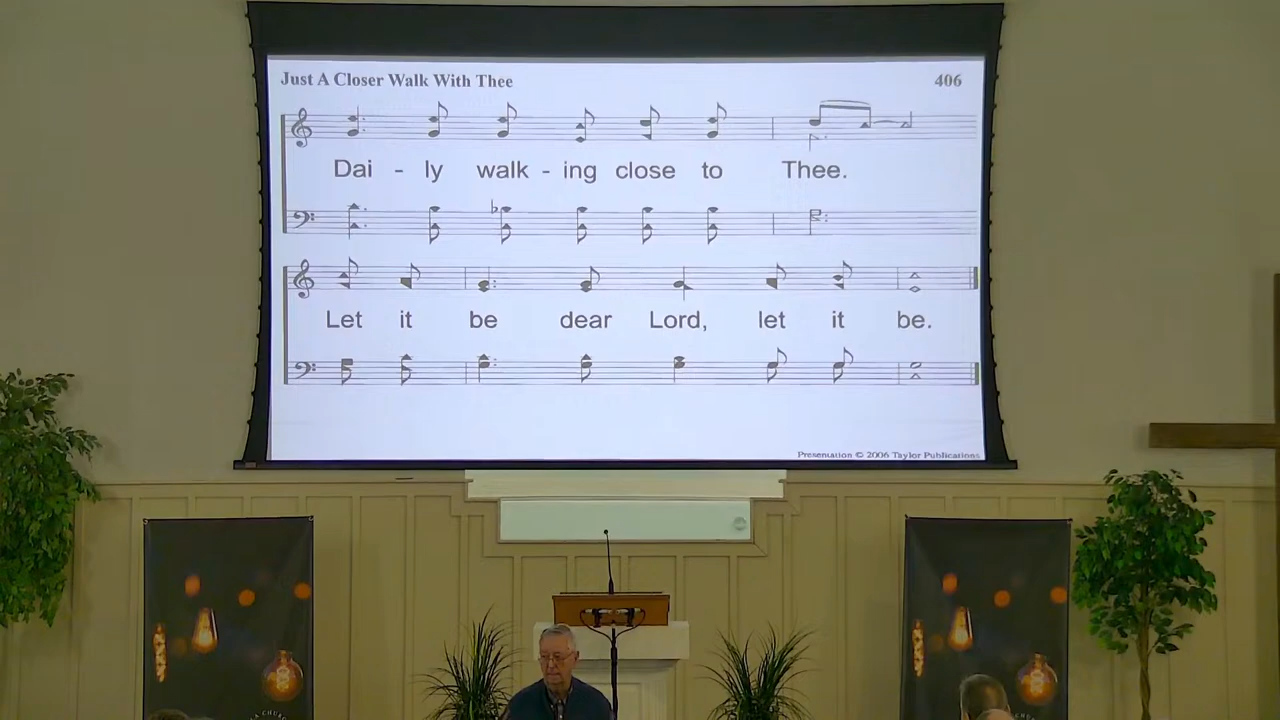 Just A Closer Walk With Thee 406
Dai - ly walk - ing close to Thee.
Let it be dear Lord, let it be.
Presentation © 2006 Taylor Publications
A CHURC